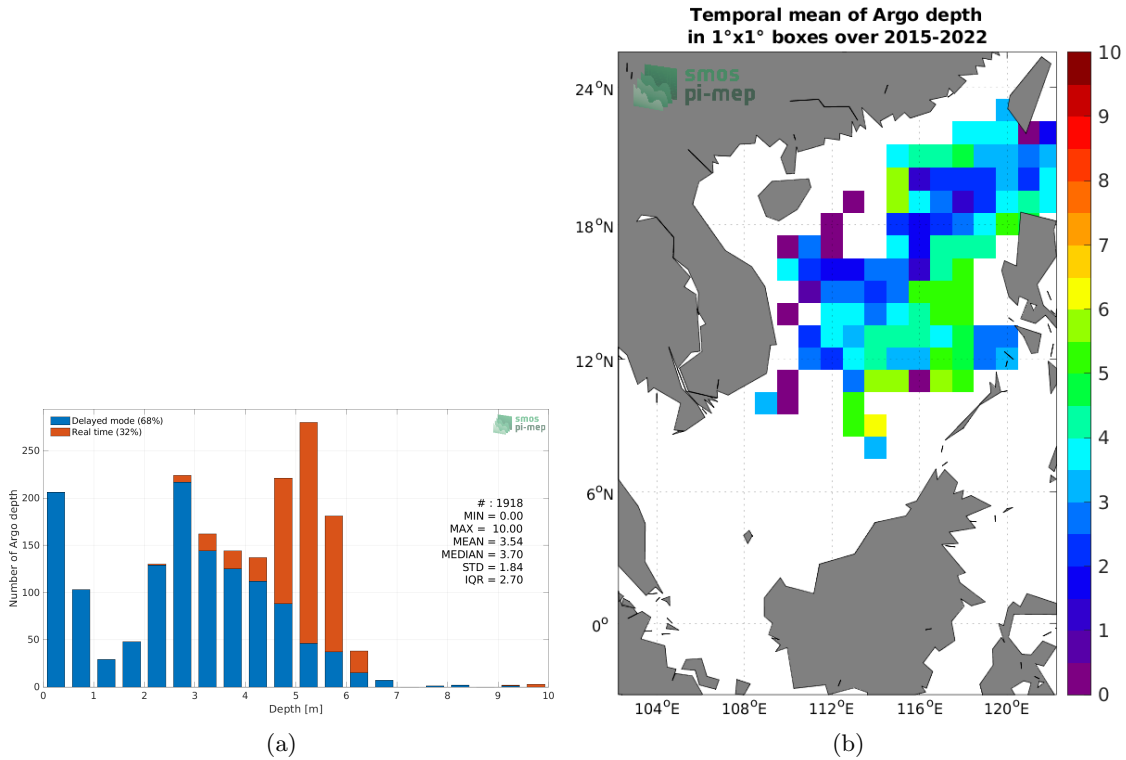 Delayed mode (68%)
Real time (32%)
smos
pi-mep
# : 1918
MIN = 0.00
MAX = 10.00
MEAN = 3.54
MEDIAN = 3.70
STD = 1.84
IQR = 2.70
Number of Argo depth
250
200
150
100
50
0
0 1 2 3 4 5 6 7 8 9 10
Depth [m]
(a)
Temporal mean of Argo depth
in 1°x1° boxes over 2015-2022
smos
pi-mep
24°N
18°N
12°N
6°N
0°
104°E 108°E 112°E 116°E 120°E
10
9
8
7
6
5
4
3
2
1
0
(b)